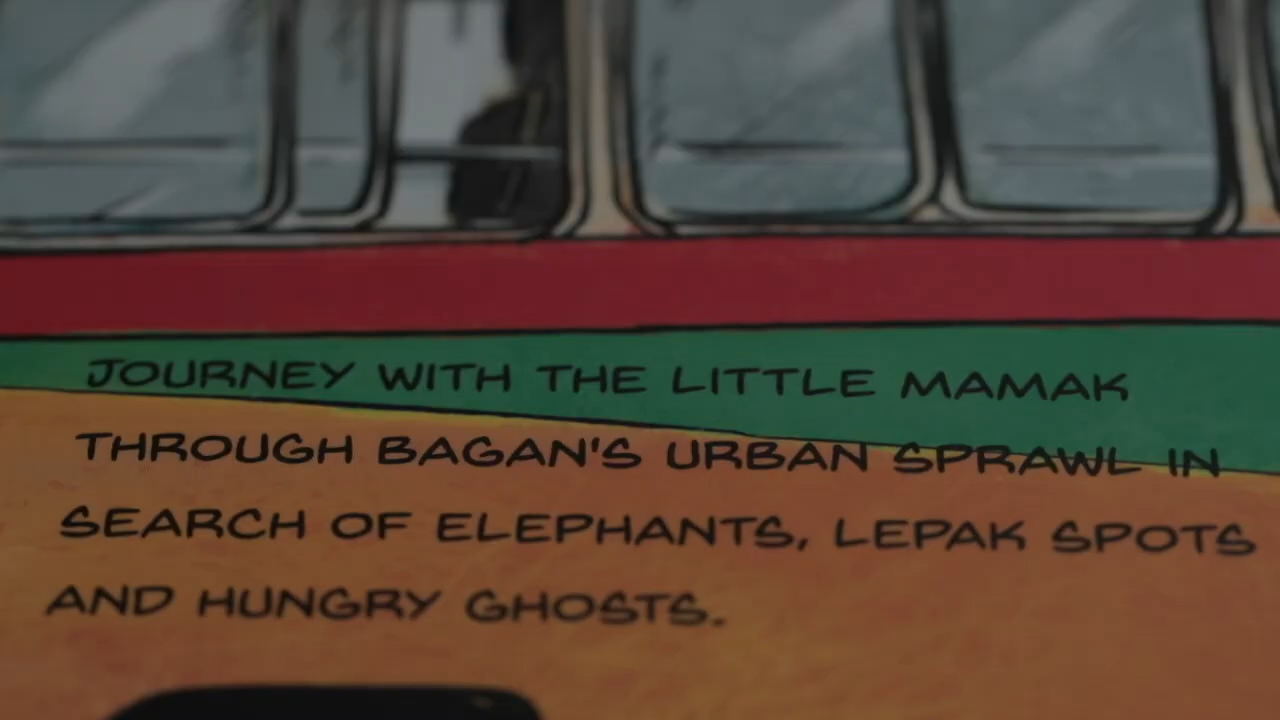 JOURNEY WITH THE LITTLE MAMAK
THROUGH BAGAN'S URBAN SPRAWL IN
SEARCH OF ELEPHANTS, LEPAK SPOTS
AND HUNGRY GHOSTS.